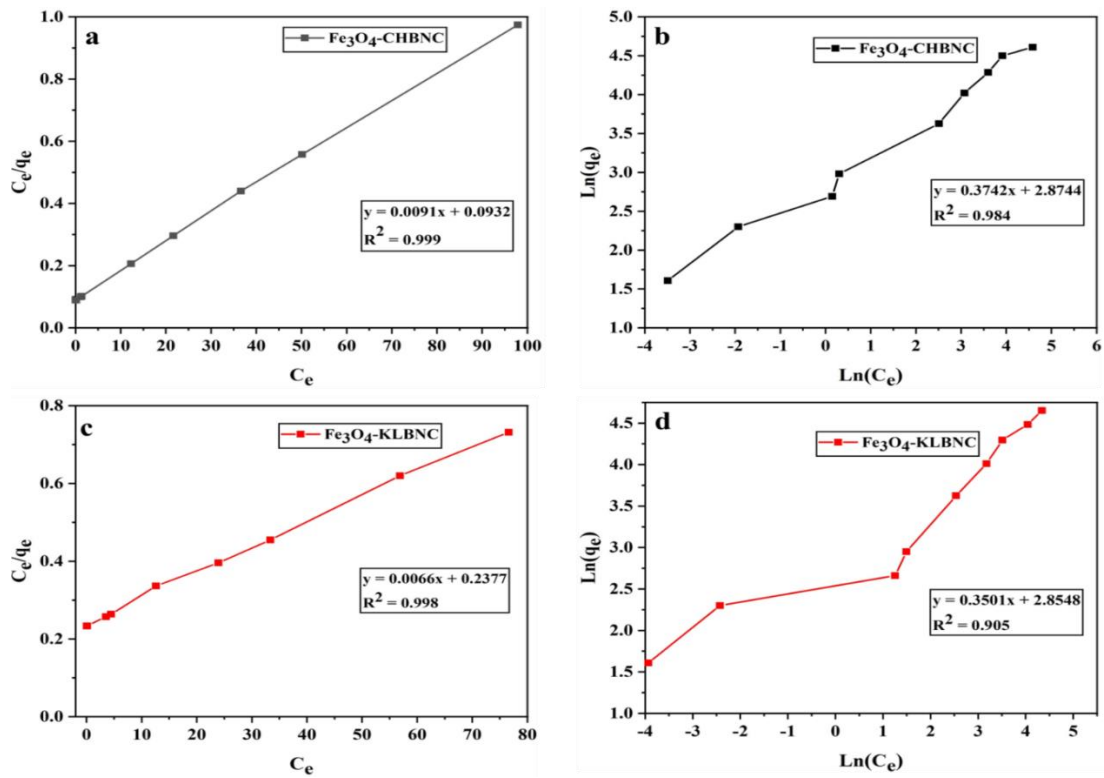 a
Fe3O4-CHBNC
1.0
0.8
0.6
0.4
0.2
0.0
Ce/qe
y = 0.0091x + 0.0932
R2 = 0.999
0 10 20 30 40 50 60 70 80 90 100
Ce
b
Fe3O4-CHBNC
5.0
4.5
4.0
3.5
3.0
2.5
2.0
1.5
1.0
Ln(qe)
y = 0.3742x + 2.8744
R2 = 0.984
-4 -3 -2 -1 0 1 2 3 4 5 6
Ln(Ce)
c
Fe3O4-KLBNC
0.8
0.6
0.4
0.2
0.0
Ce/qe
y = 0.0066x + 0.2377
R2 = 0.998
0 10 20 30 40 50 60 70 80
Ce
d
Fe3O4-KLBNC
4.5
4.0
3.5
3.0
2.5
2.0
1.5
1.0
Ln(qe)
y = 0.3501x + 2.8548
R2 = 0.905
-4 -3 -2 -1 0 1 2 3 4 5
Ln(Ce)